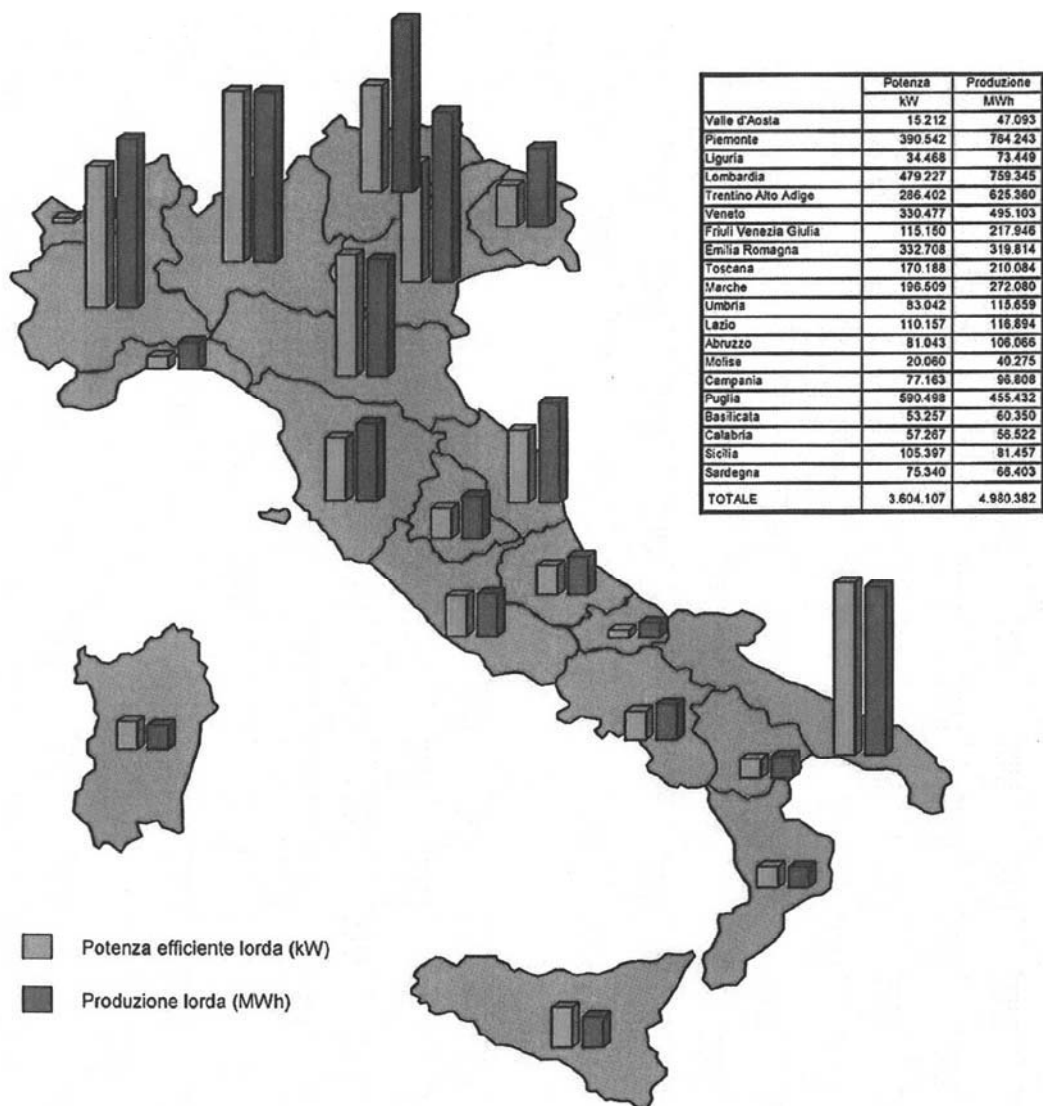 Potenza Produzione
kW MWh
Valle d'Aosta 15.212 47.093
Piemonte 390.542 764.243
Liguria 34.468 73.449
Lombardia 479.227 759.345
Trentino Alto Adige 286.402 625.360
Veneto 330.477 495.103
Friuli Venezia Giulia 115.150 217.946
Emilia Romagna 332.708 319.814
Toscana 170.188 210.084
Marche 196.509 272.080
Umbria 83.042 115.659
Lazio 110.157 116.894
Abruzzo 81.043 106.066
Molise 20.060 40.275
Campania 77.163 96.808
Puglia 590.498 455.432
Basilicata 53.257 60.350
Calabria 57.267 56.522
Sicilia 105.397 81.457
Sardegna 75.340 66.403
TOTALE 3.604.107 4.980.382
Potenza efficiente lorda (kW)
Produzione lorda (MWh)